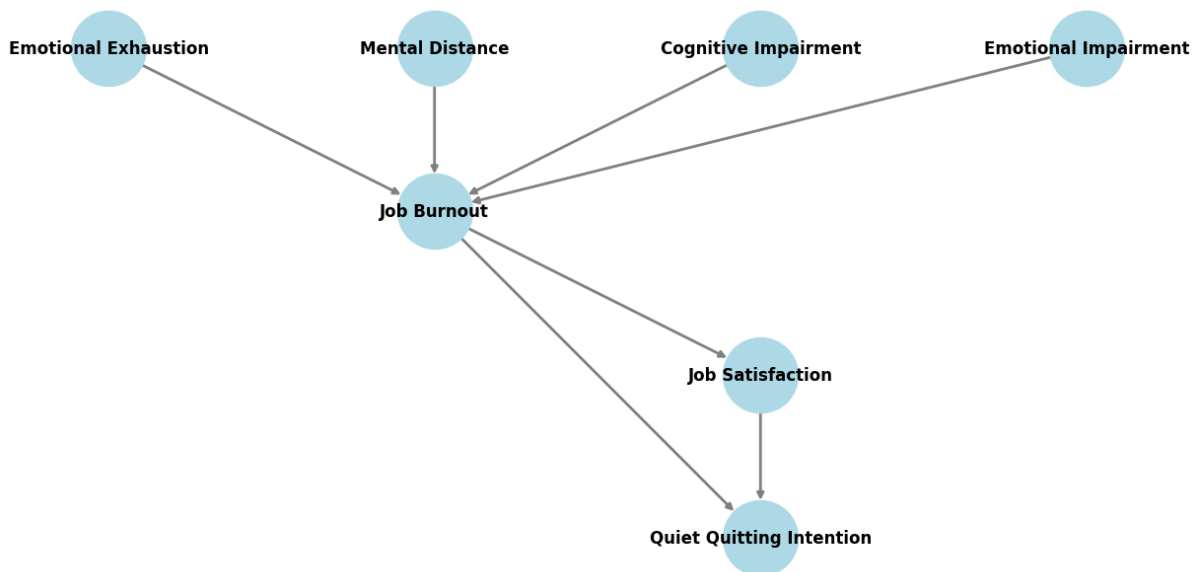 Emotional Exhaustion
Mental Distance
Cognitive Impairment
Emotional Impairment
Job Burnout
Job Satisfaction
Quiet Quitting Intention